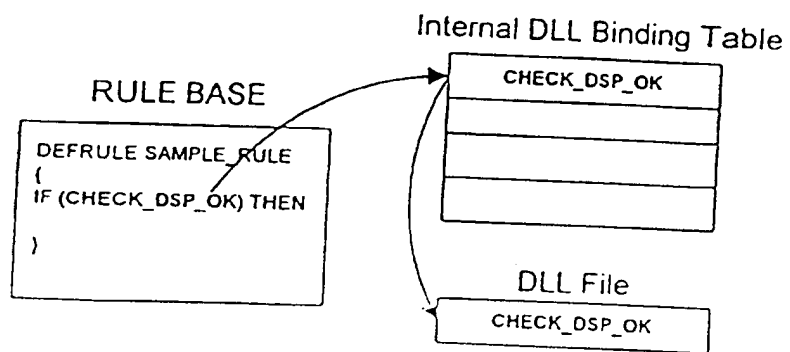 Internal DLL Binding Table
CHECK_DSP_OK
RULE BASE
DEFRULE SAMPLE_RULE
{
IF (CHECK_DSP_OK) THEN
}
DLL File
CHECK_DSP_OK